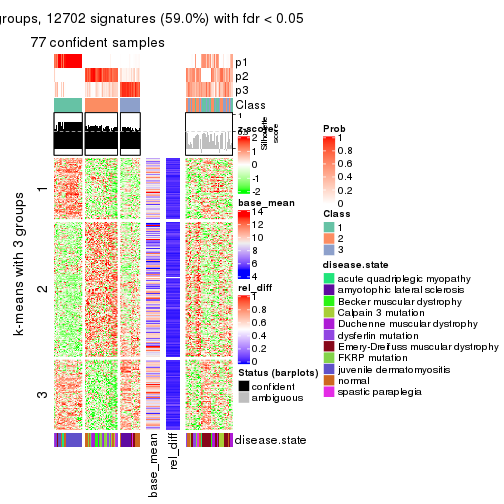 groups, 12702 signatures (59.0%) with fdr < 0.05
77 confident samples
p1
p2
p3
Class
1
0.5
0
Silhouette
score
z-score
2
1
0
-1
-2
base_mean
14
12
10
8
6
4
rel_diff
1
0.8
0.6
0.4
0.2
0
Status (barplots)
confident
ambiguous
Prob
1
0.8
0.6
0.4
0.2
0
Class
1
2
3
disease.state
acute quadriplegic myopathy
amyotophic lateral sclerosis
Becker muscular dystrophy
Calpain 3 mutation
Duchenne muscular dystrophy
dysferlin mutation
Emery-Dreifuss muscular dystrophy
FKRP mutation
juvenile dermatomyositis
normal
spastic paraplegia
k-means with 3 groups
1
2
3
disease.state
base_mean
rel_diff